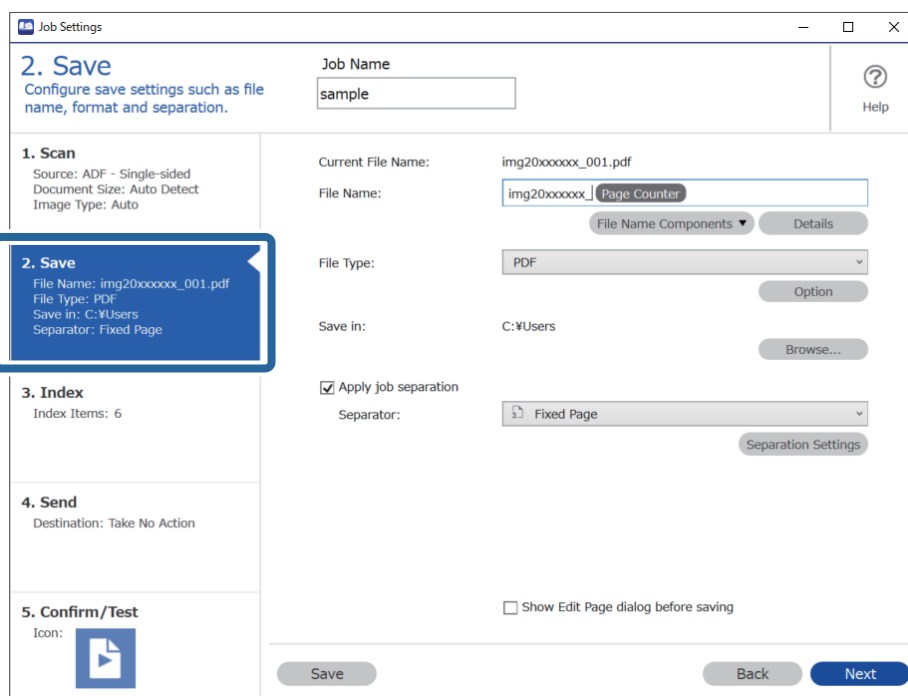 Job Settings
2. Save
Configure save settings such as file
name, format and separation.
Job Name
sample
Help
1. Scan
Source: ADF - Single-sided
Document Size: Auto Detect
Image Type: Auto
2. Save
File Name: img20xxxxxx_001.pdf
File Type: PDF
Save in: C:¥Users
Separator: Fixed Page
3. Index
Index Items: 6
4. Send
Destination: Take No Action
5. Confirm/Test
Icon:
Current File Name: img20xxxxxx_001.pdf
File Name: img20xxxxxx_ Page Counter
File Name Components ▼ Details
File Type: PDF
Option
Save in: C:¥Users
Browse...
Apply job separation
Separator: 3 Fixed Page
Separation Settings
Show Edit Page dialog before saving
Save Back Next